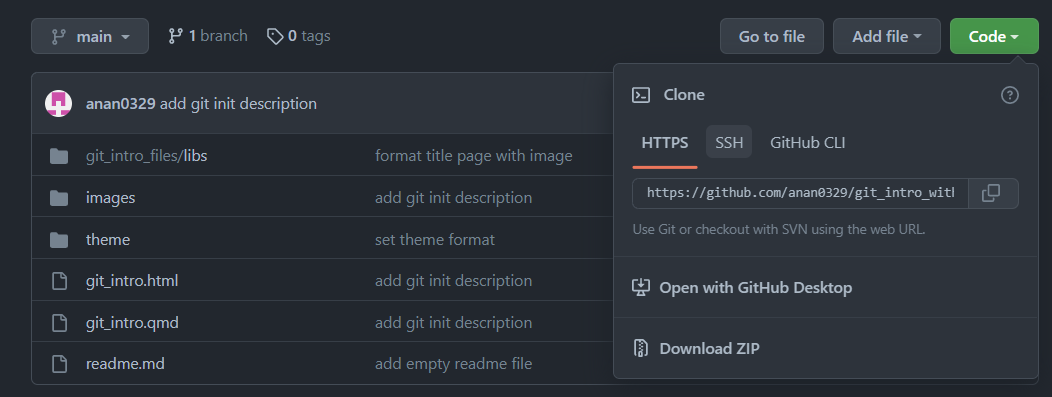 main 1 branch 0 tags Go to file Add file Code
anan0329 add git init description
Clone
HTTPS SSH GitHub CLI
git_intro_files/libs format title page with image
images add git init description
https://github.com/anan0329/git_intro_with
Use Git or checkout with SVN using the web URL.
theme set theme format
git_intro.html add git init description
Open with GitHub Desktop
git_intro.qmd add git init description
Download ZIP
readme.md add empty readme file